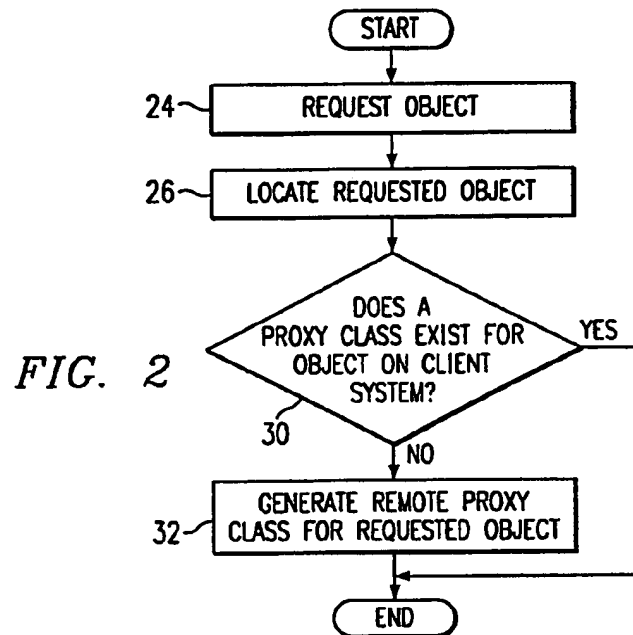 START
24
REQUEST OBJECT
26
LOCATE REQUESTED OBJECT
DOES A
PROXY CLASS EXIST FOR
OBJECT ON CLIENT
SYSTEM?
YES
FIG. 2
30
NO
32
GENERATE REMOTE PROXY
CLASS FOR REQUESTED OBJECT
END